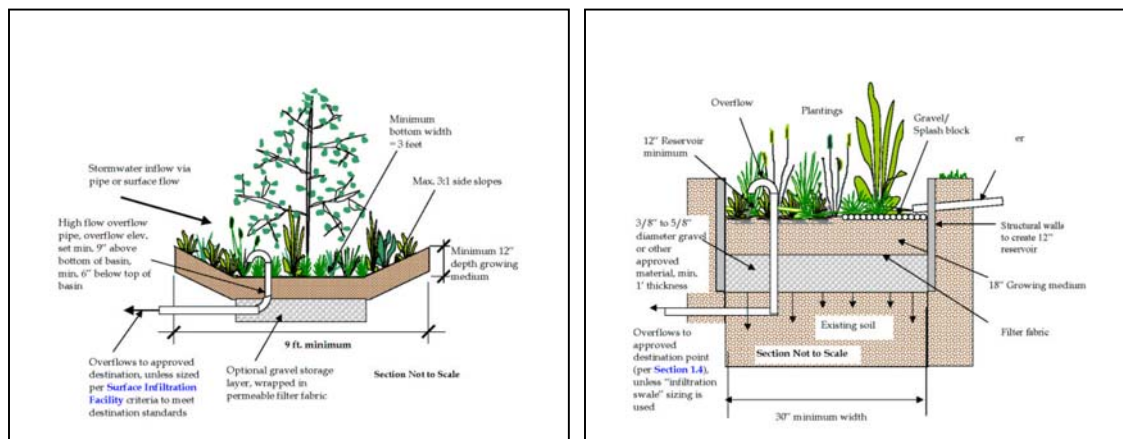 Minimum
bottom width
= 3 feet
Stormwater inflow via
pipe or surface flow
Max. 3:1 side slopes
High flow overflow
pipe, overflow elev.
set min. 9" above
bottom of basin,
min. 6" below top of
basin
Minimum 12"
depth growing
medium
9 ft. minimum
Overflows to approved
destination, unless sized
per Surface Infiltration
Facility criteria to meet
destination standards
Optional gravel storage
layer, wrapped in
permeable filter fabric
Section Not to Scale
Overflow
Plantings
Gravel/
Splash block
er
12" Reservoir
minimum
3/8" to 5/8"
diameter gravel
or other
approved
material, min.
1' thickness
Structural walls
to create 12"
reservoir
18" Growing medium
Filter fabric
Existing soil
Section Not to Scale
Overflows to
approved
destination point
(per Section 1.4),
unless "infiltration
swale" sizing is
used
30" minimum width